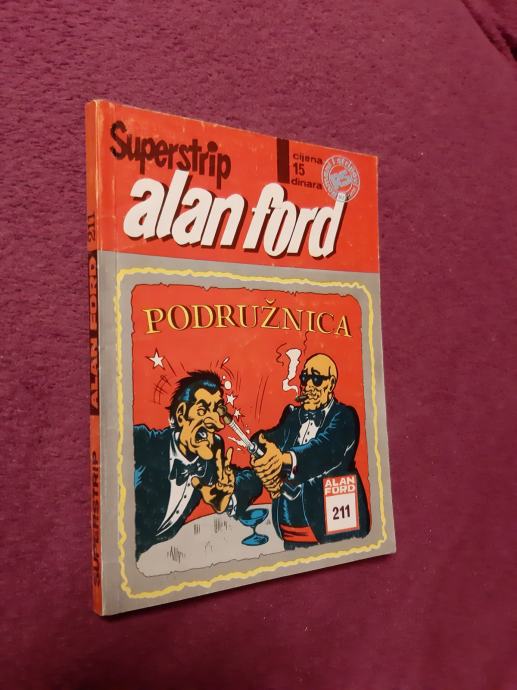 Superstrip
cijena
15
dinara
alan ford
PODRUŽNICA
ALAN
FORD
211
SUPERSTRIP ALAN FORD 211